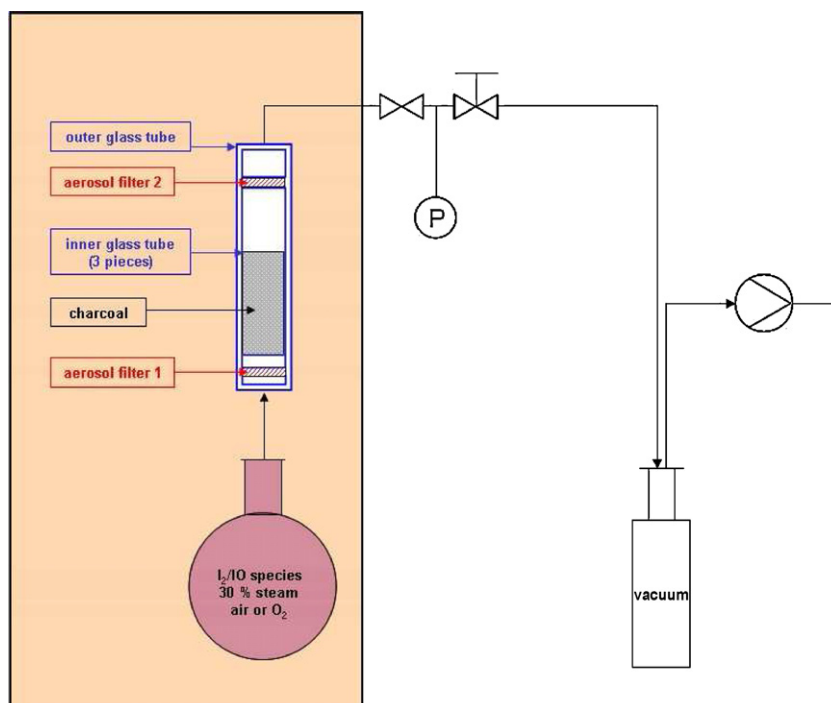 outer glass tube
aerosol filter 2
inner glass tube
(3 pieces)
charcoal
aerosol filter 1
I₂/IO species
30 % steam
air or O₂
P
vacuum